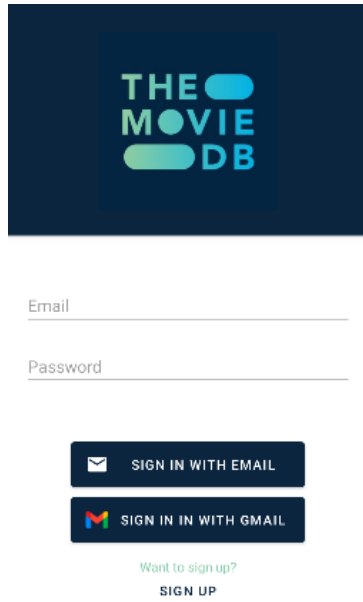 THE
MOVIE
DB
Email
Password
SIGN IN WITH EMAIL
SIGN IN IN WITH GMAIL
Want to sign up?
SIGN UP